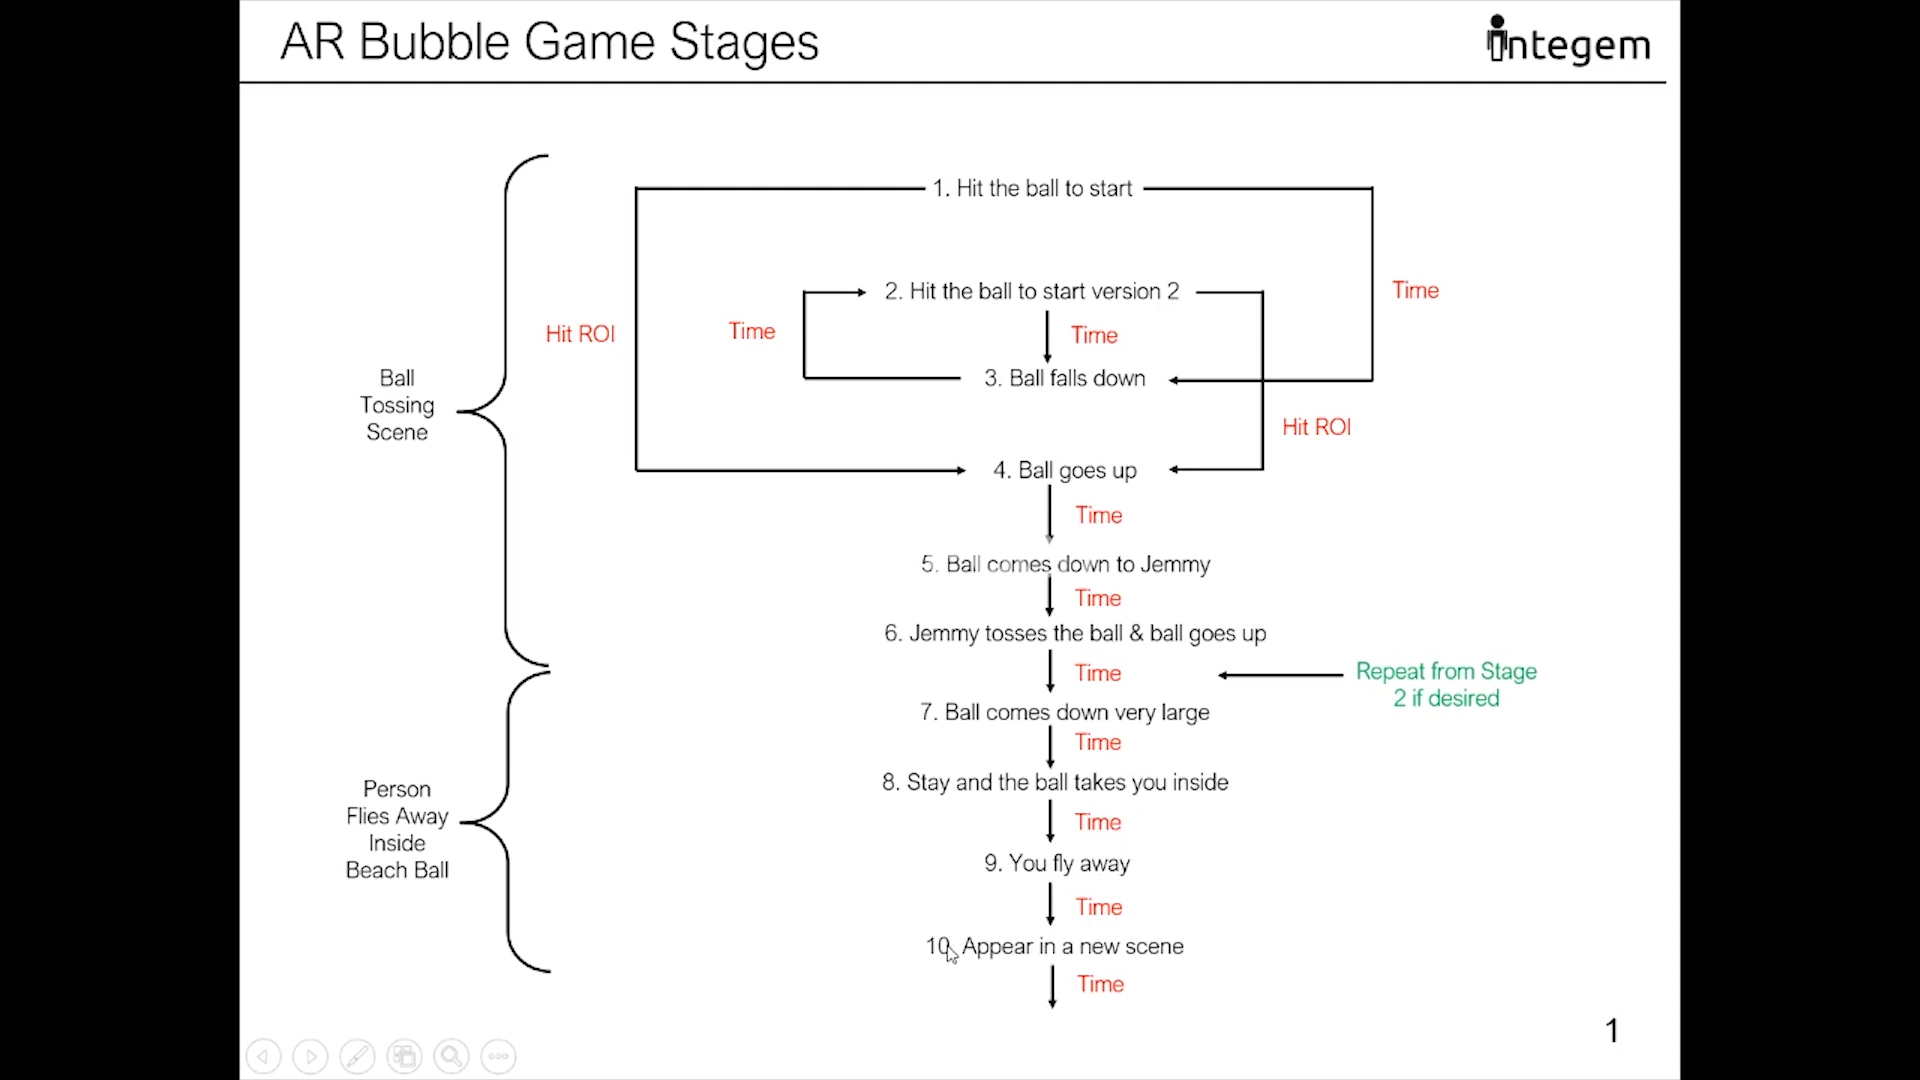 AR Bubble Game Stages
integem
1. Hit the ball to start
2. Hit the ball to start version 2
Time
Hit ROI
Time
Time
3. Ball falls down
Ball
Tossing
Scene
Hit ROI
4. Ball goes up
Time
5. Ball comes down to Jemmy
Time
6. Jemmy tosses the ball & ball goes up
Time
Repeat from Stage
2 if desired
7. Ball comes down very large
Time
8. Stay and the ball takes you inside
Person
Flies Away
Inside
Beach Ball
Time
9. You fly away
Time
10. Appear in a new scene
Time
1